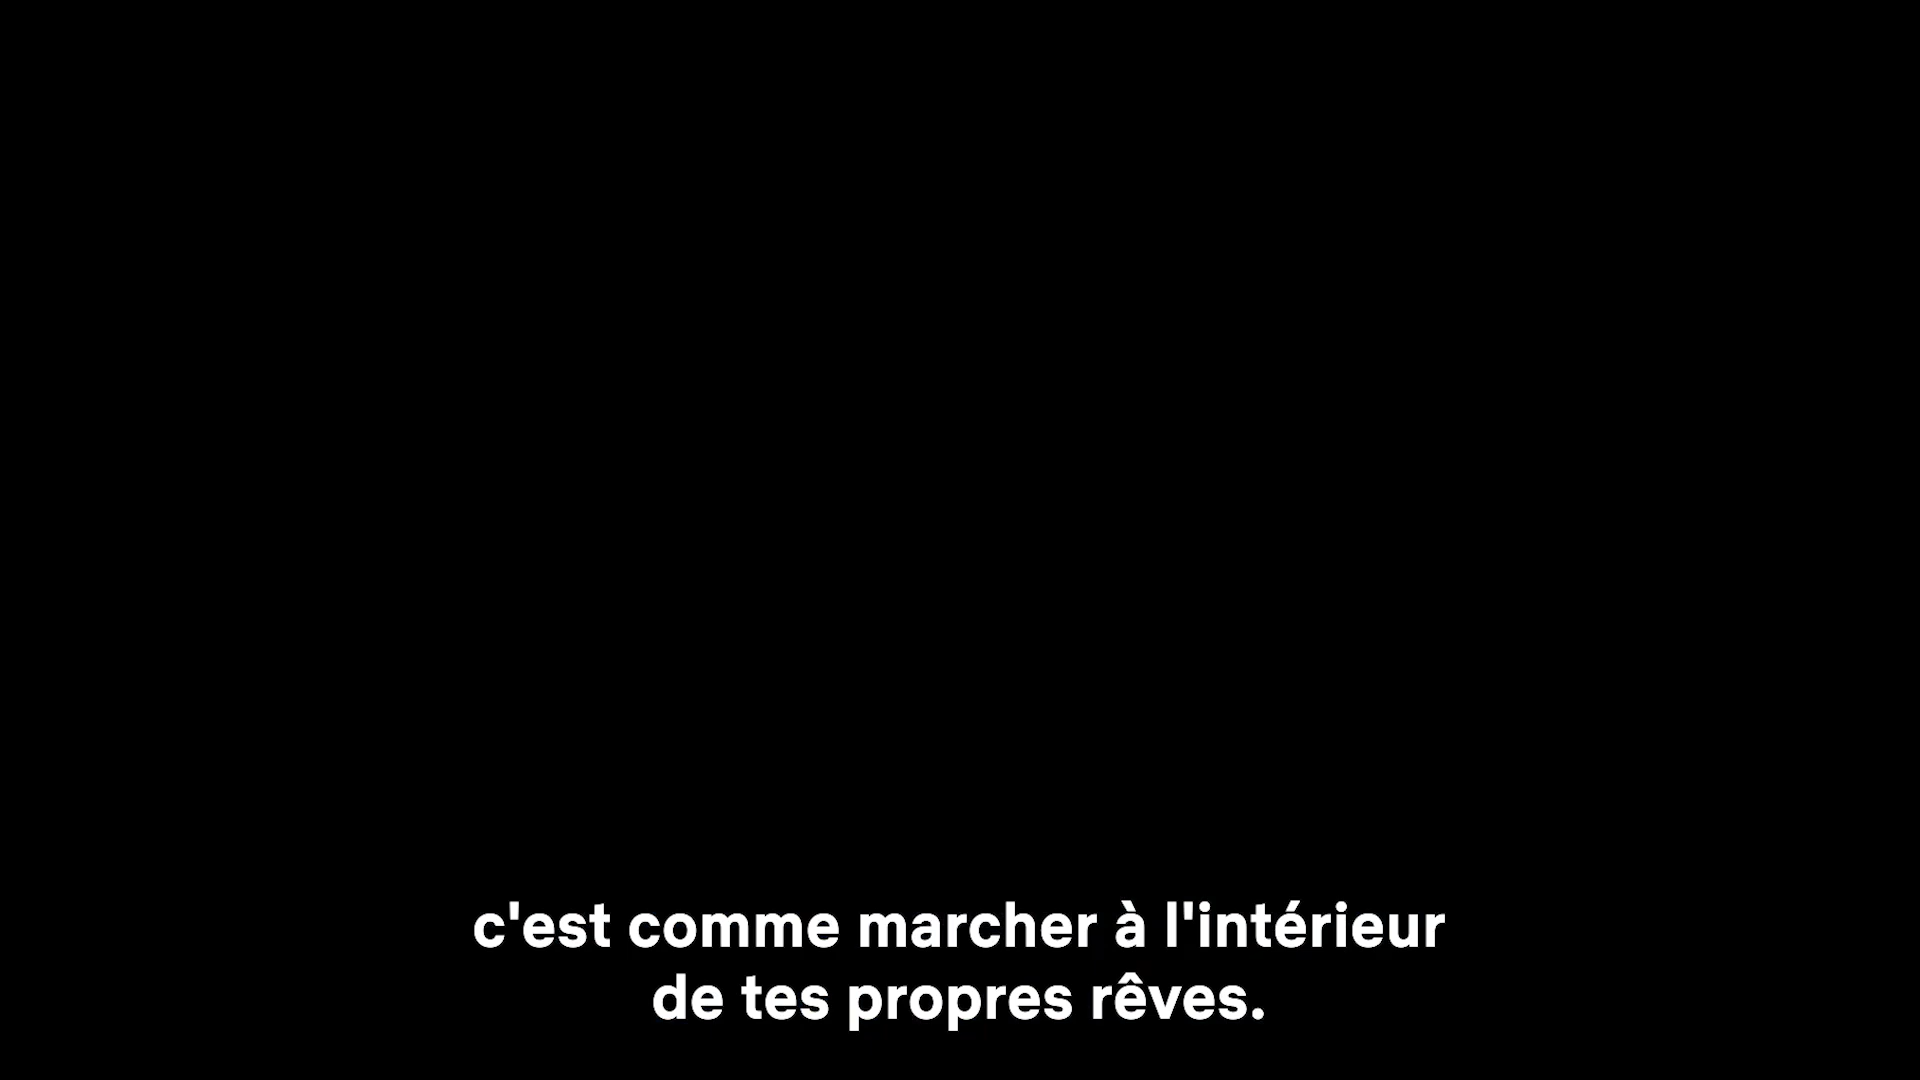 c'est comme marcher à l'intérieur
de tes propres rêves.